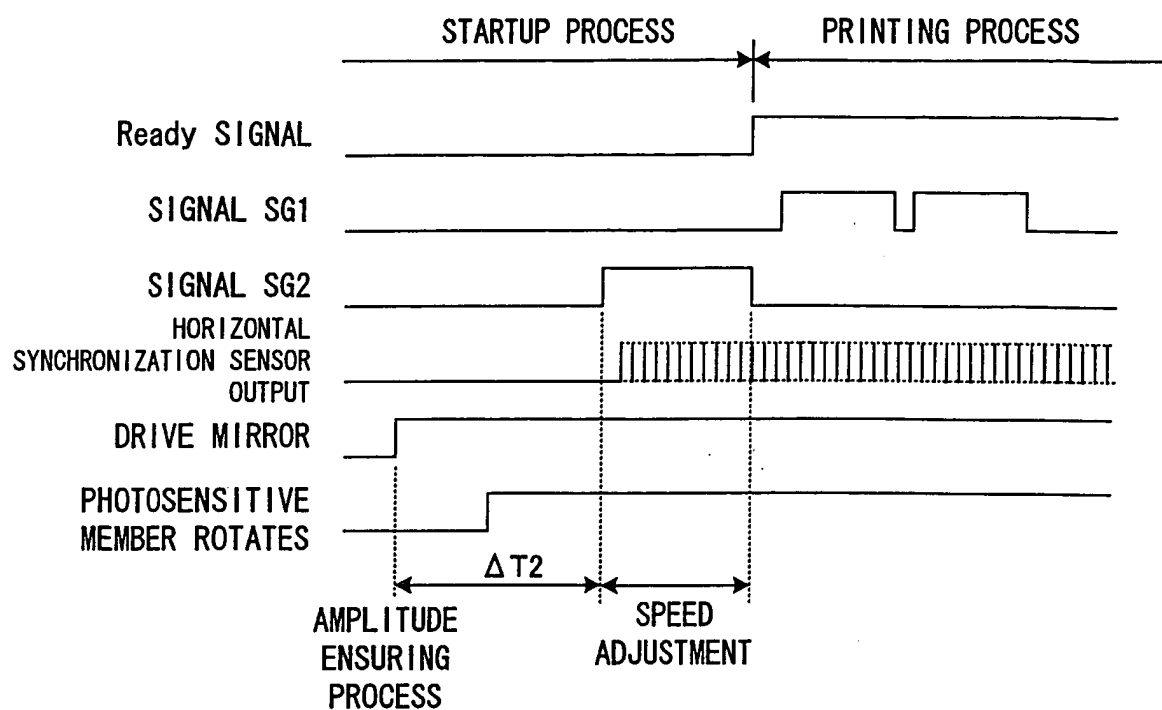 STARTUP PROCESS
PRINTING PROCESS
Ready SIGNAL
SIGNAL SG1
SIGNAL SG2
HORIZONTAL
SYNCHRONIZATION SENSOR
OUTPUT
DRIVE MIRROR
PHOTOSENSITIVE
MEMBER ROTATES
ΔT2
AMPLITUDE
ENSURING
PROCESS
SPEED
ADJUSTMENT